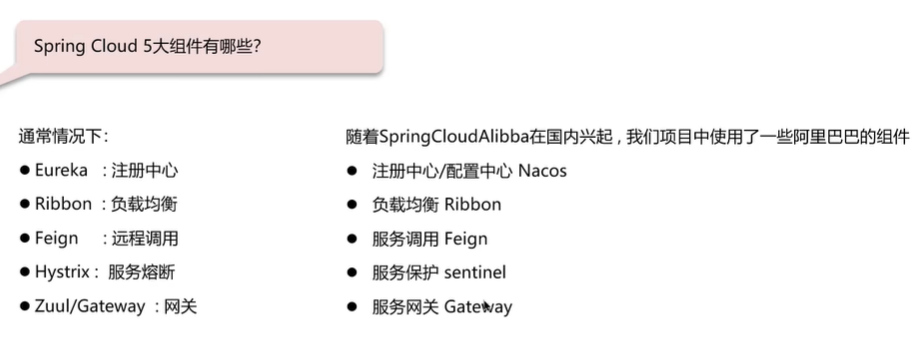 Spring Cloud 5大组件有哪些?
通常情况下:
● Eureka : 注册中心
● Ribbon : 负载均衡
● Feign : 远程调用
● Hystrix : 服务熔断
● Zuul/Gateway : 网关
随着SpringCloudAlibba在国内兴起 , 我们项目中使用了一些阿里巴巴的组件
● 注册中心/配置中心 Nacos
● 负载均衡 Ribbon
● 服务调用 Feign
● 服务保护 sentinel
● 服务网关 Gateway